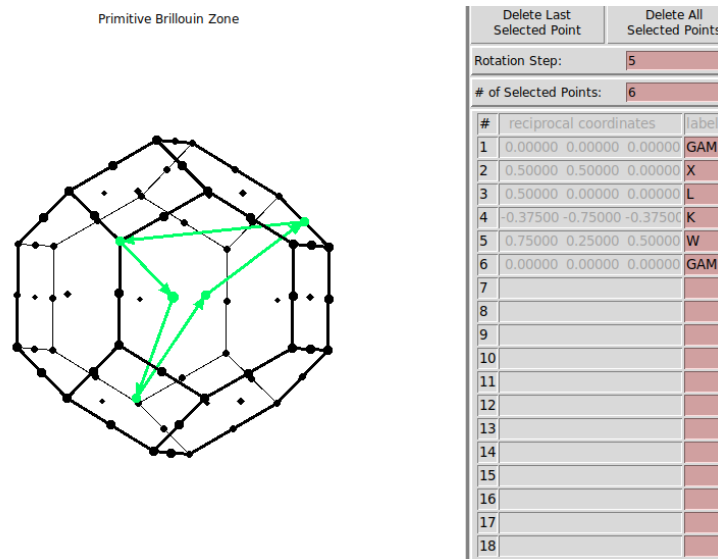 Primitive Brillouin Zone
Delete Last
Selected Point
Delete All
Selected Points
Rotation Step: 5
# of Selected Points: 6
# reciprocal coordinates label
1 0.00000 0.00000 0.00000 GAM
2 0.50000 0.50000 0.00000 X
3 0.50000 0.00000 0.00000 L
4 -0.37500 -0.75000 -0.37500 K
5 0.75000 0.25000 0.50000 W
6 0.00000 0.00000 0.00000 GAM
7
8
9
10
11
12
13
14
15
16
17
18